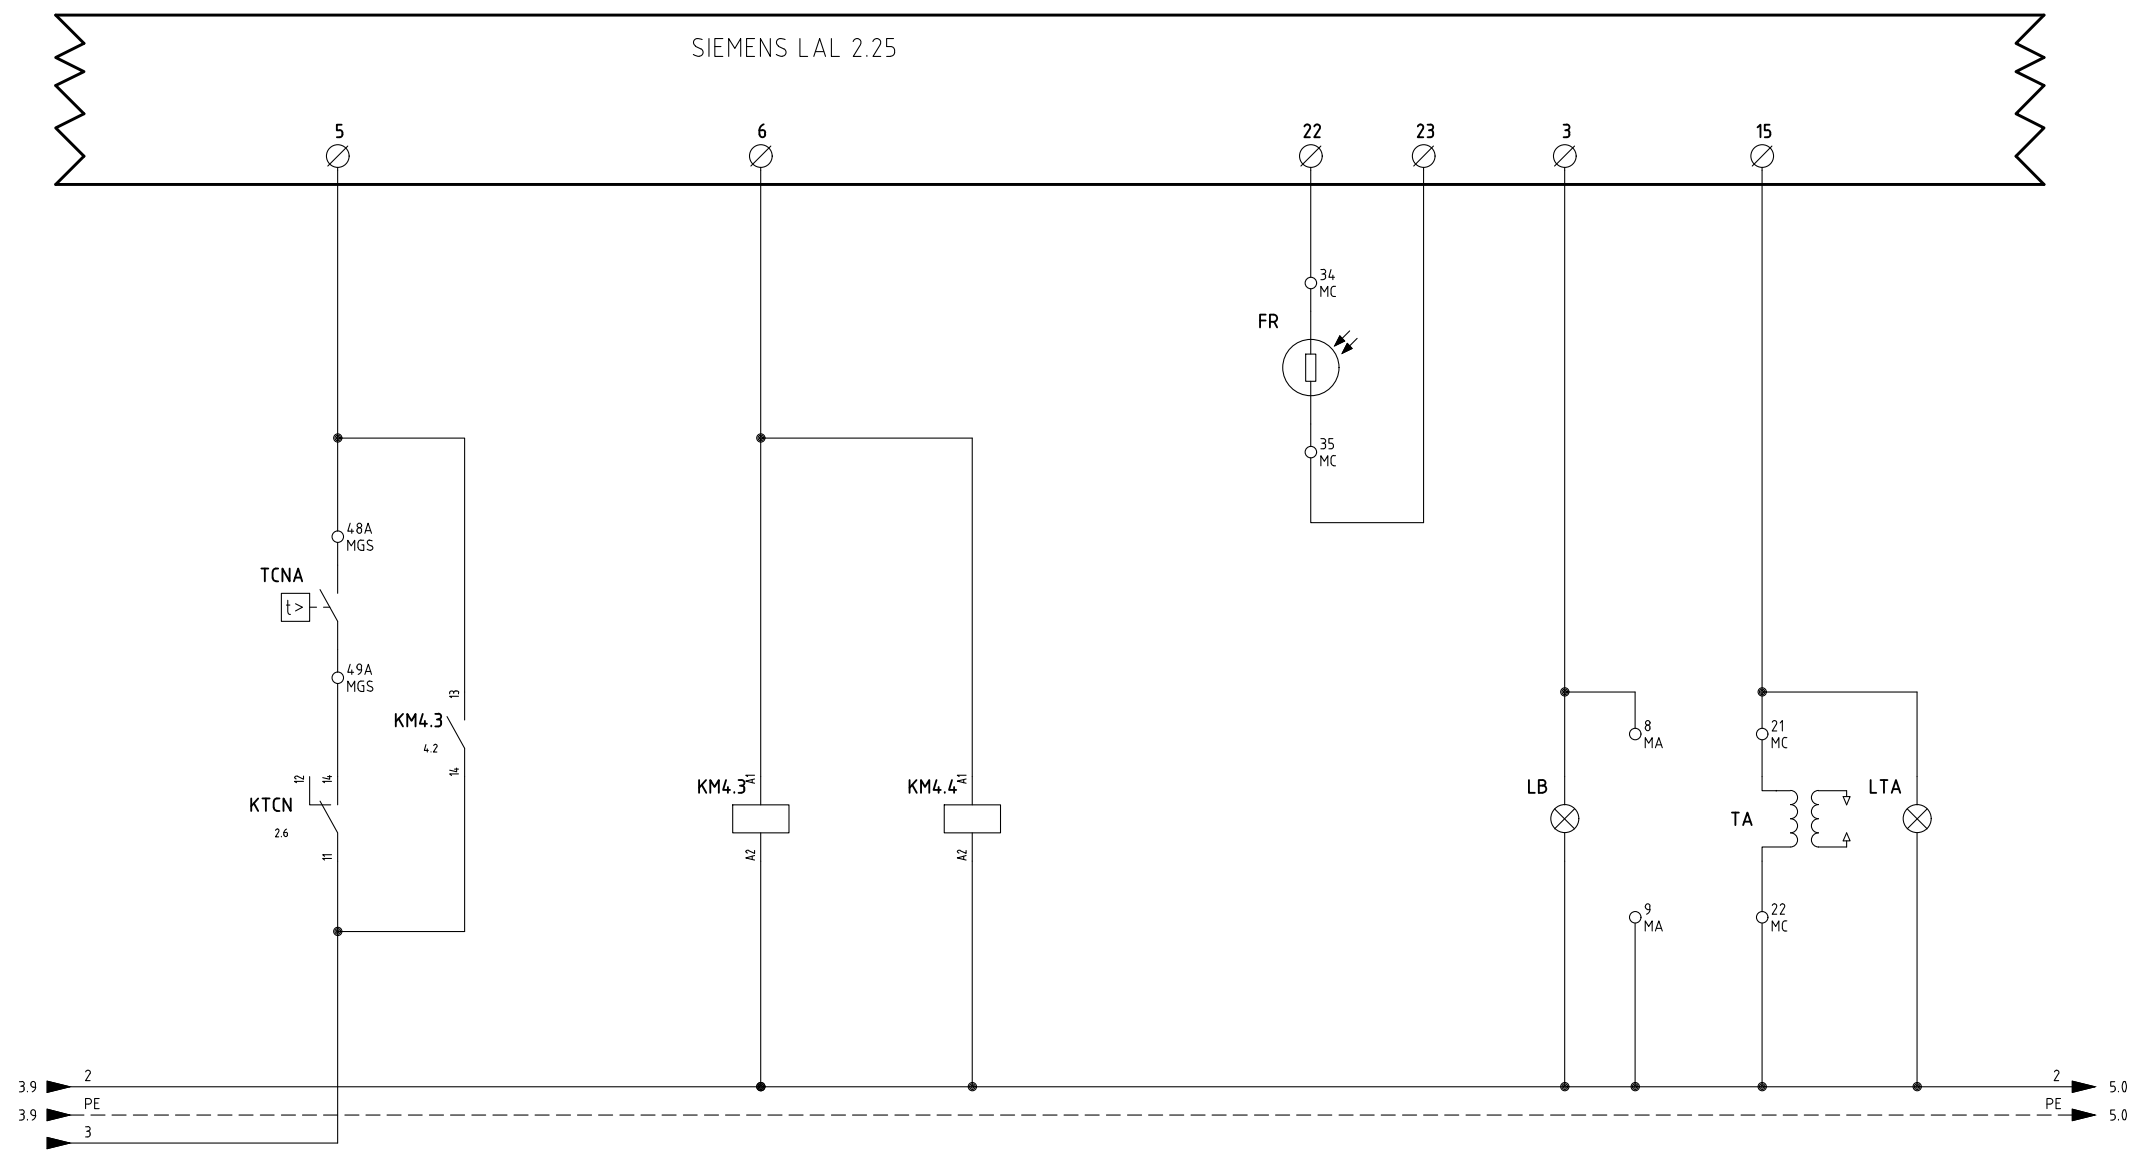 SIEMENS LAL 2.25
5
6
22
23
3
15
34
MC
FR
35
MC
48A
MGS
TCNA
t>
49A
MGS
13
KM4.3
4.2
14
12
14
KTCN
2.6
11
KM4.3
A1
A2
KM4.4
A1
A2
8
MA
21
MC
LB
TA
LTA
9
MA
22
MC
3.9
2
2
5.0
3.9
PE
PE
5.0
3